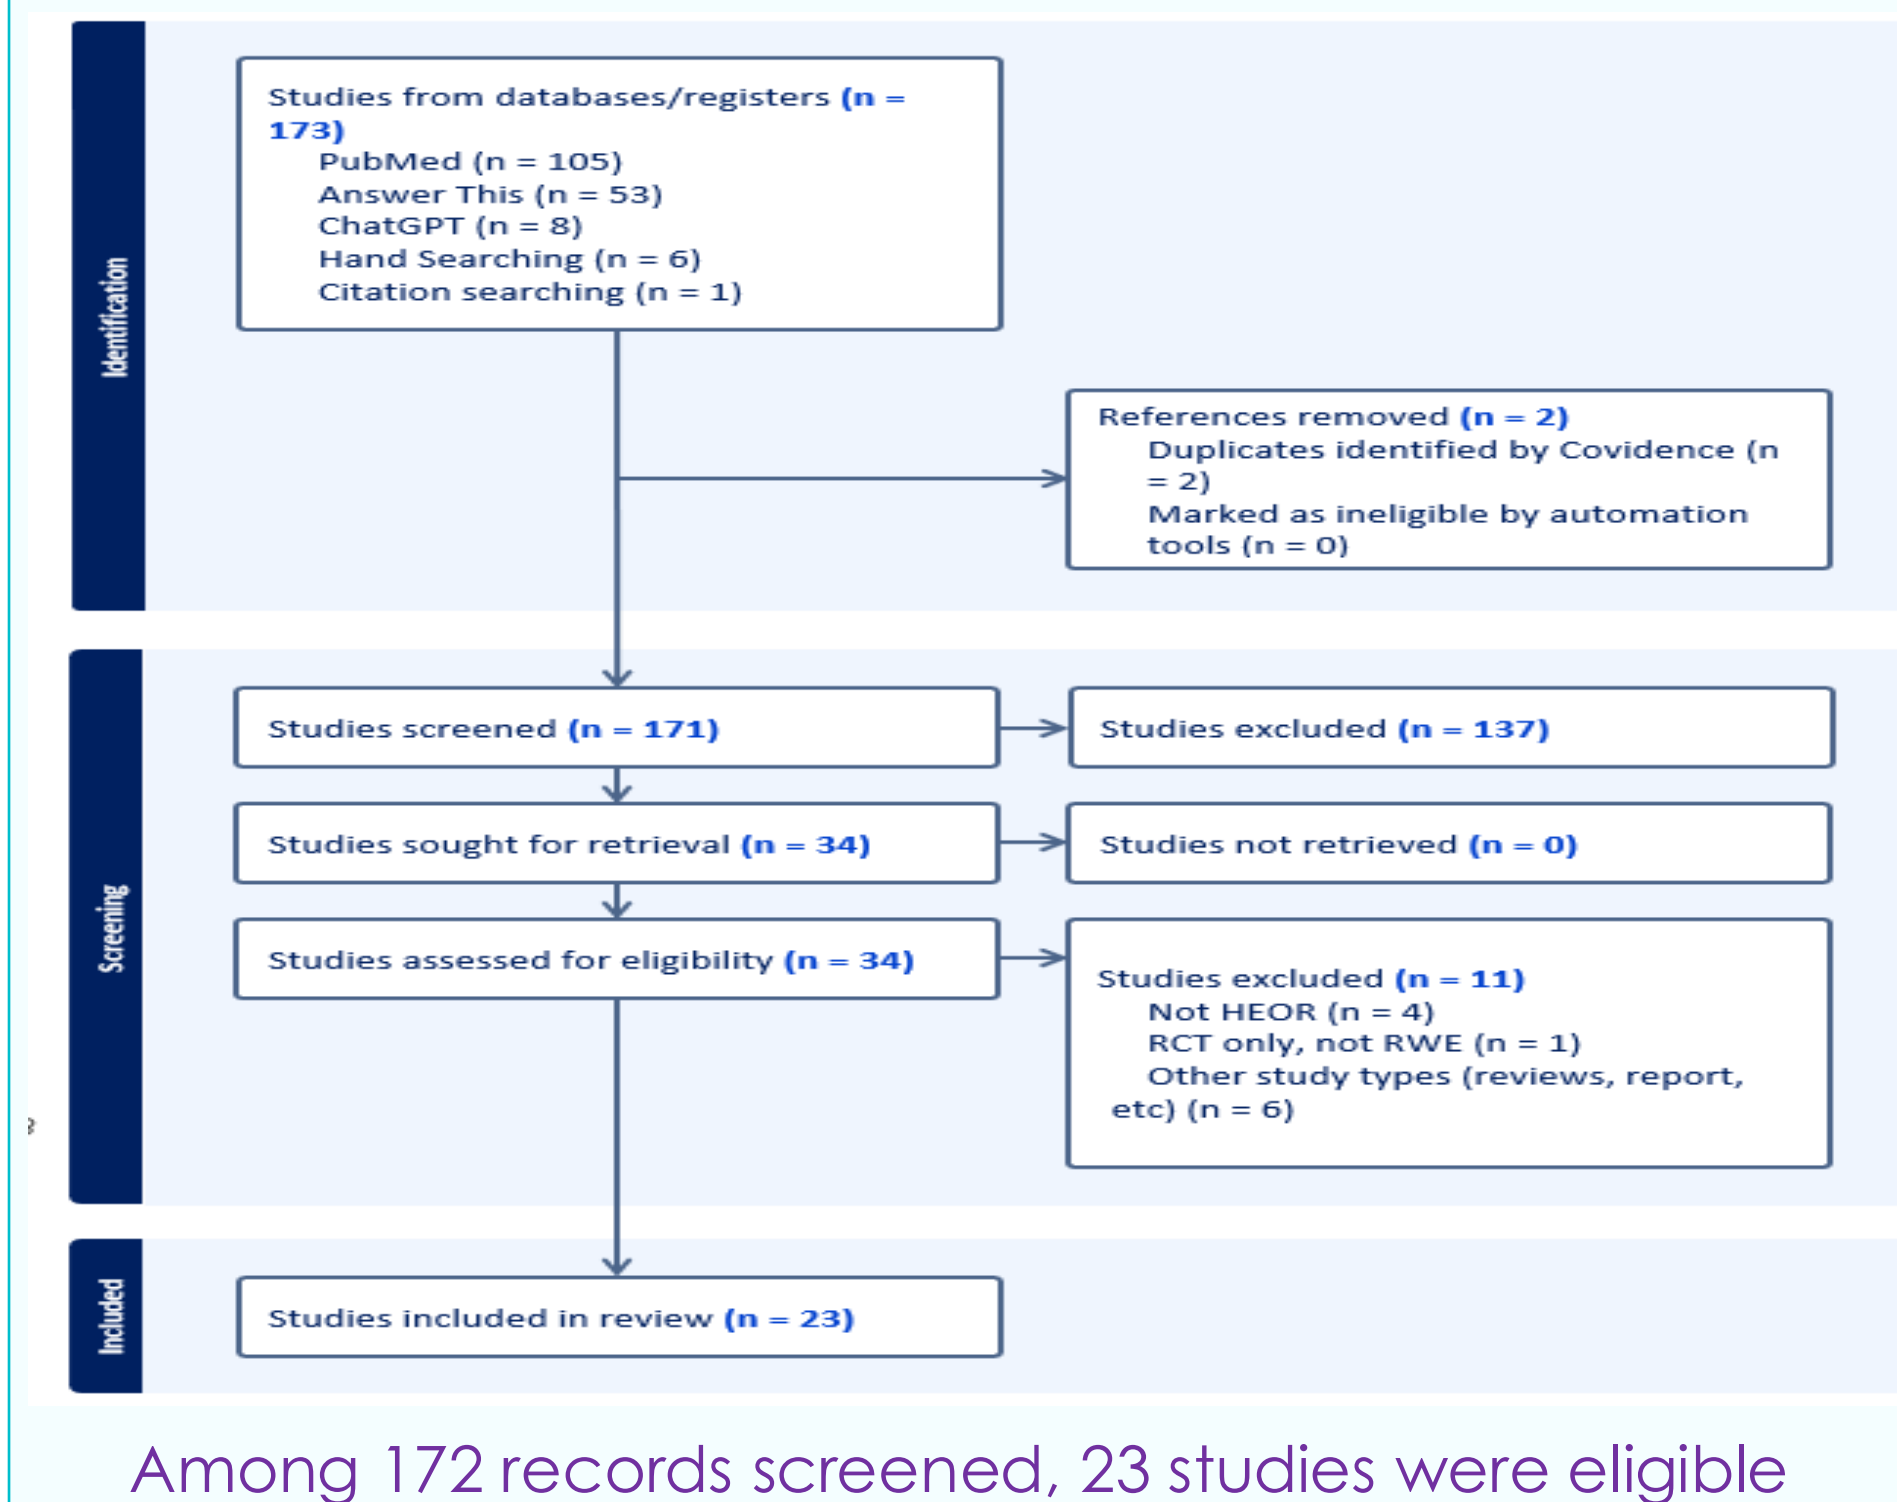 Identification
Studies from databases/registers (n =
173)
PubMed (n = 105)
Answer This (n = 53)
ChatGPT (n = 8)
Hand Searching (n = 6)
Citation searching (n = 1)
References removed (n = 2)
Duplicates identified by Covidence (n
= 2)
Marked as ineligible by automation
tools (n = 0)
Screening
Studies screened (n = 171)
Studies excluded (n = 137)
Studies sought for retrieval (n = 34)
Studies not retrieved (n = 0)
Studies assessed for eligibility (n = 34)
Studies excluded (n = 11)
Not HEOR (n = 4)
RCT only, not RWE (n = 1)
Other study types (reviews, report,
etc) (n = 6)
Included
Studies included in review (n = 23)
Among 172 records screened, 23 studies were eligible